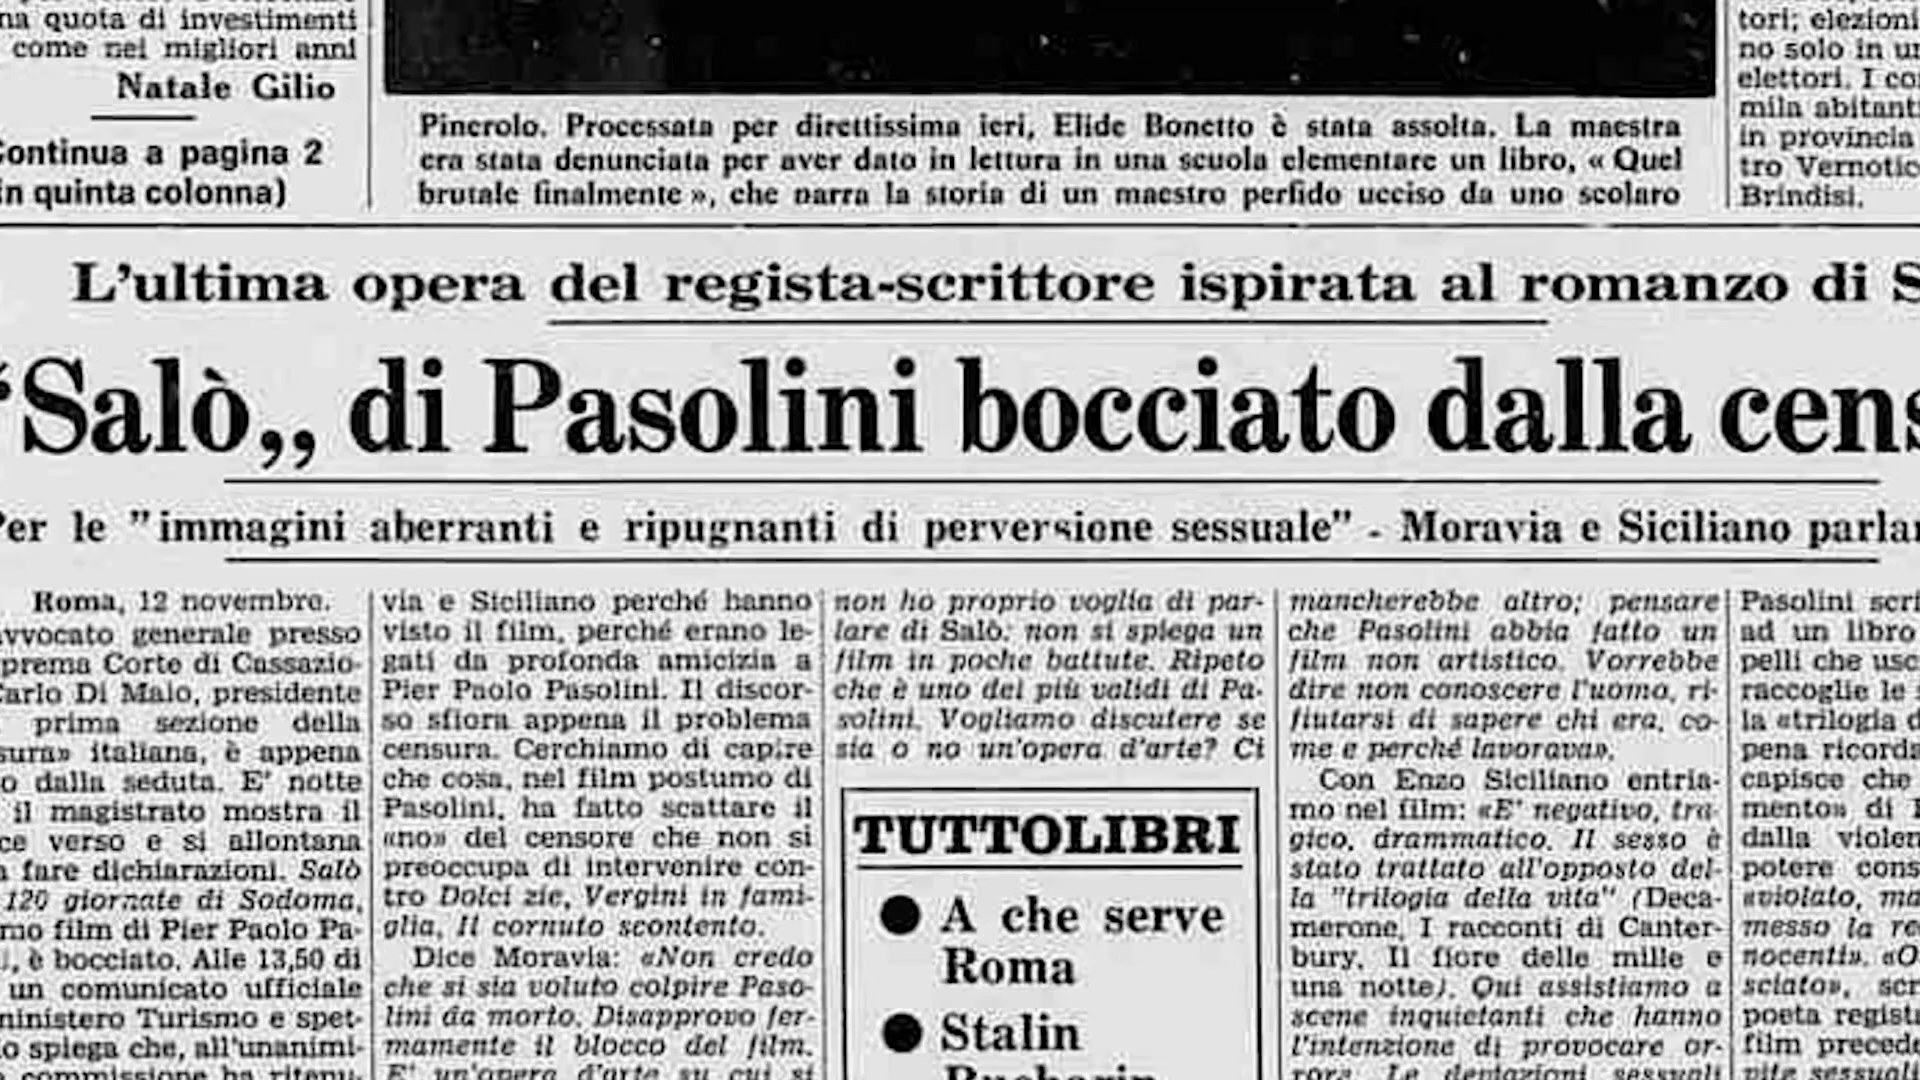 na quota di investimenti
come nei migliori anni
Natale Gilio
Continua a pagina 2
in quinta colonna)
Pinerolo. Processata per direttissima ieri, Elide Bonetto è stata assolta. La maestra
era stata denunciata per aver dato in lettura in una scuola elementare un libro, « Quel
brutale finalmente », che narra la storia di un maestro perfido ucciso da uno scolaro
tori; elezioni
no solo in un
elettori. I co
mila abitanti
in provincia
tro Vernotic
Brindisi.
L'ultima opera del regista-scrittore ispirata al romanzo di S
“Salò„ di Pasolini bocciato dalla cens
Per le "immagini aberranti e ripugnanti di perversione sessuale" - Moravia e Siciliano parla
Roma, 12 novembre.
avvocato generale presso
prema Corte di Cassazio-
Carlo Di Maio, presidente
prima sezione della
sura» italiana, è appena
o dalla seduta. E' notte
il magistrato mostra il
ce verso e si allontana
a fare dichiarazioni. Salò
120 giornate di Sodoma,
mo film di Pier Paolo Pa-
i, è bocciato. Alle 13,50 di
un comunicato ufficiale
ministero Turismo e spet-
lo spiega che, all'unanimi-
commissione ha ritenu-
via e Siciliano perché hanno
visto il film, perché erano le-
gati da profonda amicizia a
Pier Paolo Pasolini. Il discor-
so sfiora appena il problema
censura. Cerchiamo di capire
che cosa, nel film postumo di
Pasolini, ha fatto scattare il
«no» del censore che non si
preoccupa di intervenire con-
tro Dolci zie, Vergini in fami-
glia, Il cornuto scontento.
Dice Moravia: «Non credo
che si sia voluto colpire Paso-
lini da morto. Disapprovo fer-
mamente il blocco del film.
E' un'opera d'arte su cui si
non ho proprio voglia di par-
lare di Salò: non si spiega un
film in poche battute. Ripeto
che è uno dei più validi di Pa-
solini. Vogliamo discutere se
sia o no un'opera d'arte? Ci
TUTTOLIBRI
● A che serve
Roma
● Stalin
Bucharin
mancherebbe altro; pensare
che Pasolini abbia fatto un
film non artistico. Vorrebbe
dire non conoscere l'uomo, ri-
fiutarsi di sapere chi era, co-
me e perché lavorava».
Con Enzo Siciliano entria-
mo nel film: «E' negativo, tra-
gico, drammatico. Il sesso è
stato trattato all'opposto del-
la "trilogia della vita" (Deca-
merone, I racconti di Canter-
bury, Il fiore delle mille e
una notte). Qui assistiamo a
scene inquietanti che hanno
l'intenzione di provocare or-
rore. Le deviazioni sessuali
Pasolini scri
ad un libro
pelli che usc
raccoglie le s
la «trilogia d
pena ricorda
capisce che
mento» di P
dalla violen
potere cons
«violato, ma
messo la re
nocenti». «O
sciato», scr
poeta regist
film precede
vite sessuali